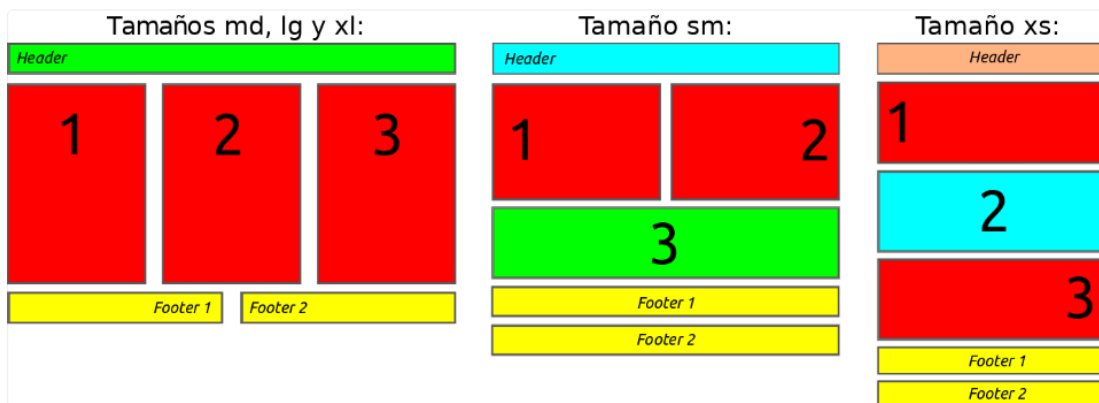 Tamaños md, lg y xl:
Header
1 2 3
Footer 1 Footer 2
Tamaño sm:
Header
1 2
3
Footer 1
Footer 2
Tamaño xs:
Header
1
2
3
Footer 1
Footer 2